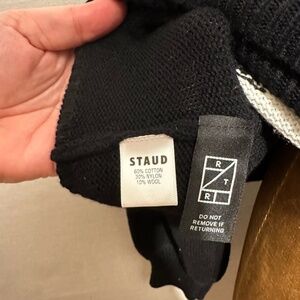 STAUD
60% COTTON
30% NYLON
10% WOOL
R
R T
R
DO NOT
REMOVE IF
RETURNING